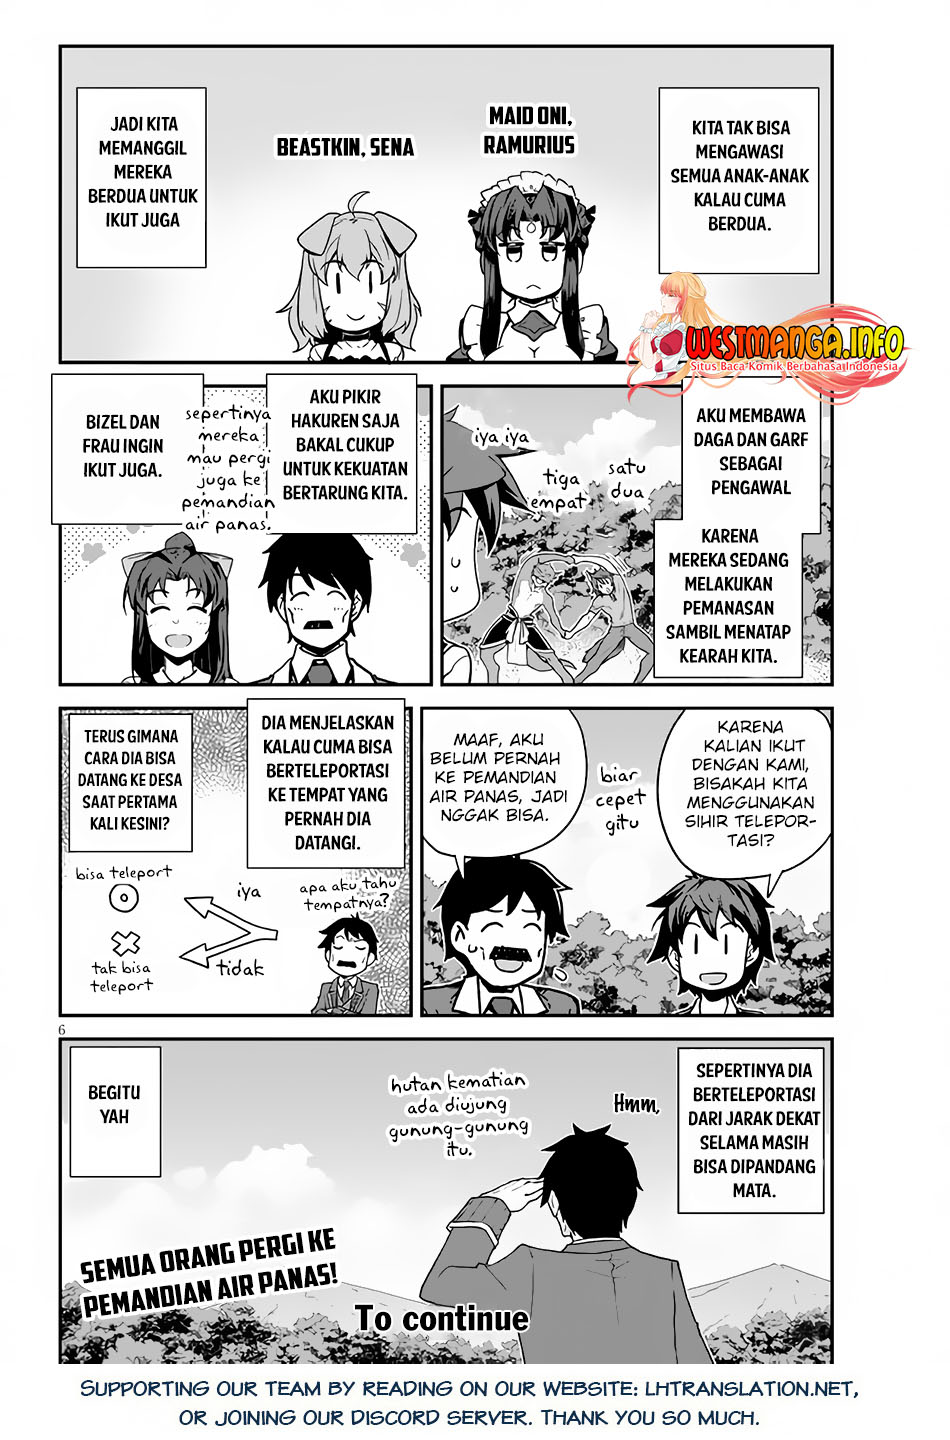 KITA TAK BISA
MENGAWASI
SEMUA ANAK-ANAK
KALAU CUMA
BERDUA.
MAID ONI,
RAMURIUS
BEASTKIN, SENA
JADI KITA
MEMANGGIL
MEREKA
BERDUA UNTUK
IKUT JUGA
WESTMANGA.INFO
Situs Baca Komik Berbahasa Indonesia
AKU MEMBAWA
DAGA DAN GARF
SEBAGAI
PENGAWAL
KARENA
MEREKA SEDANG
MELAKUKAN
PEMANASAN
SAMBIL MENATAP
KEARAH KITA.
satu
dua
tiga
empat
iya iya
AKU PIKIR
HAKUREN SAJA
BAKAL CUKUP
UNTUK KEKUATAN
BERTARUNG KITA.
sepertinya
mereka
mau pergi
juga ke
pemandian
air panas.
BIZEL DAN
FRAU INGIN
IKUT JUGA.
KARENA
KALIAN IKUT
DENGAN KAMI,
BISAKAH KITA
MENGGUNAKAN
SIHIR TELEPOR-
TASI?
biar
cepet
gitu
MAAF, AKU
BELUM PERNAH
KE PEMANDIAN
AIR PANAS, JADI
NGGAK BISA.
DIA MENJELASKAN
KALAU CUMA BISA
BERTELEPORTASI
KE TEMPAT YANG
PERNAH DIA
DATANGI.
TERUS GIMANA
CARA DIA BISA
DATANG KE DESA
SAAT PERTAMA
KALI KESINI?
apa aku tahu
tempatnya?
iya
bisa teleport
tidak
tak bisa
teleport
6
SEPERTINYA DIA
BERTELEPORTASI
DARI JARAK DEKAT
SELAMA MASIH
BISA DIPANDANG
MATA.
Hmm,
hutan kematian
ada diujung
gunung-gunung
itu.
BEGITU
YAH
SEMUA ORANG PERGI KE
PEMANDIAN AIR PANAS!
To continue
SUPPORTING OUR TEAM BY READING ON OUR WEBSITE: LHTRANSLATION.NET,
OR JOINING OUR DISCORD SERVER. THANK YOU SO MUCH.